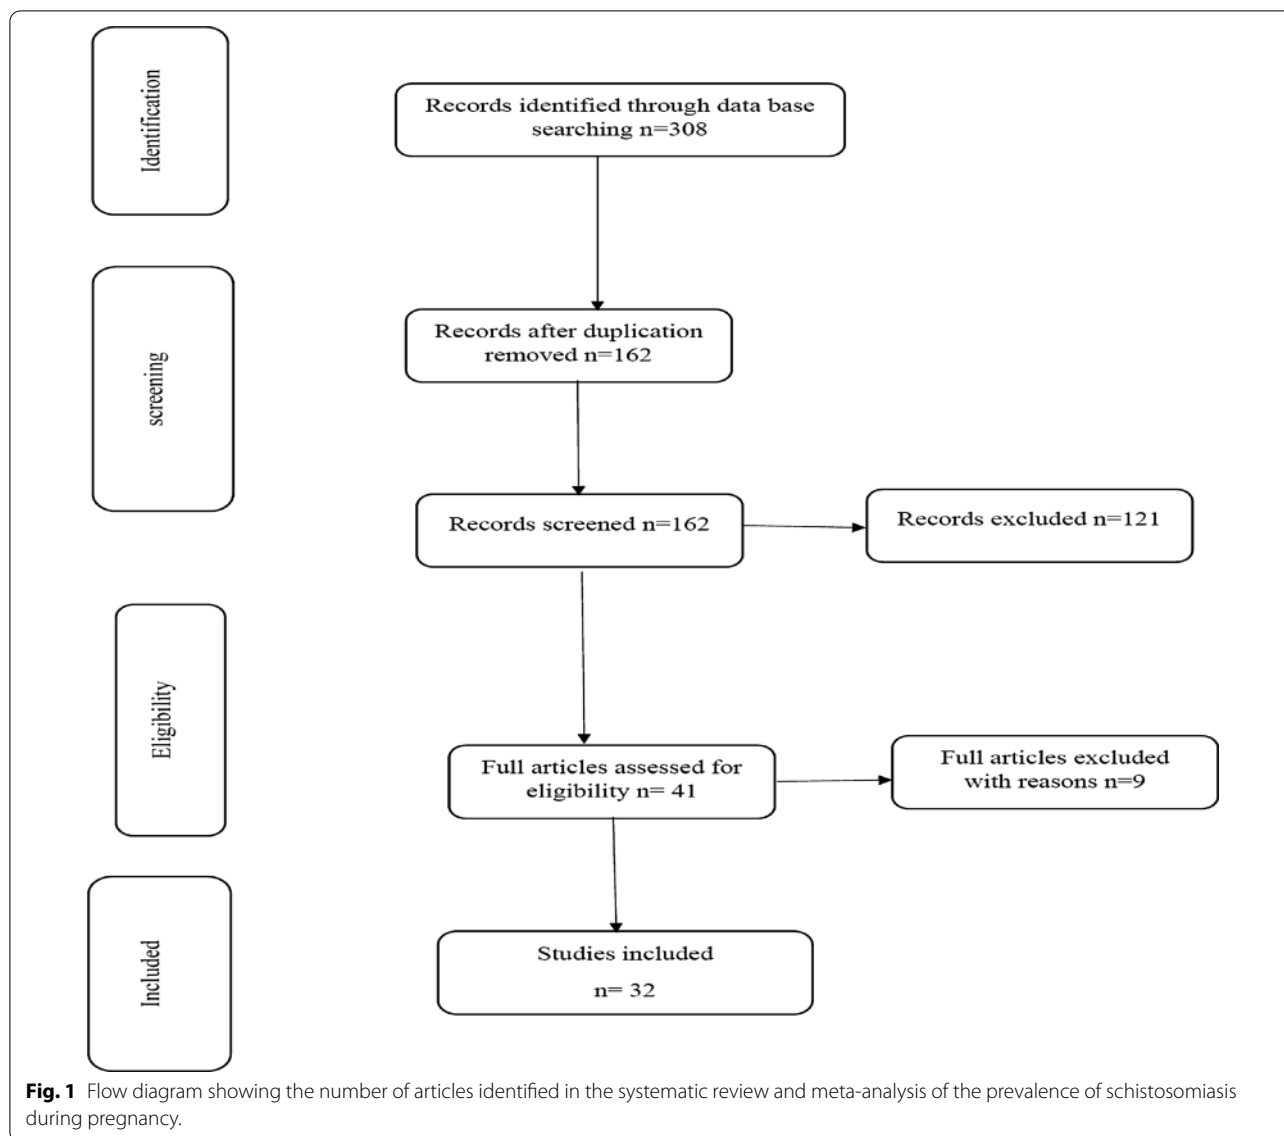 Identification
Records identified through data base
searching n=308
screening
Records after duplication
removed n=162
Records screened n=162
Records excluded n=121
Eligibility
Full articles assessed for
eligibility n= 41
Full articles excluded
with reasons n=9
Included
Studies included
n= 32
Fig. 1 Flow diagram showing the number of articles identified in the systematic review and meta-analysis of the prevalence of schistosomiasis
during pregnancy.